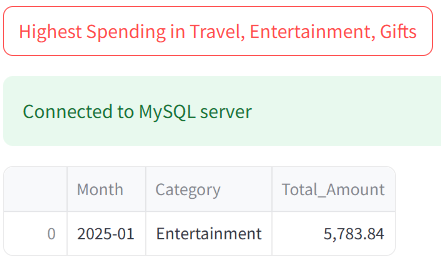 Highest Spending in Travel, Entertainment, Gifts
Connected to MySQL server
Month Category Total_Amount
0 2025-01 Entertainment 5,783.84